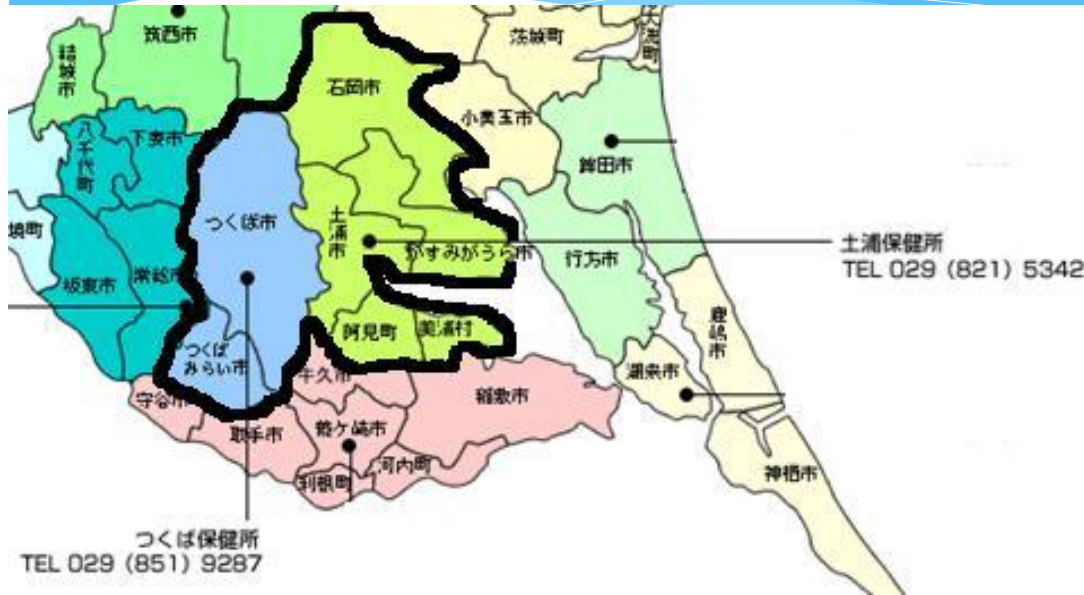 筑西市
茨城町
大洗町
結城市
石岡市
小美玉市
八千代町
下妻市
鉾田市
境町
つくば市
土浦市
かすみがうら市
行方市
土浦保健所
TEL 029 (821) 5342
坂東市
常総市
阿見町
美浦村
鹿嶋市
つくば
みらい市
牛久市
潮来市
守谷市
稲敷市
取手市
龍ケ崎市
河内町
利根町
神栖市
つくば保健所
TEL 029 (851) 9287